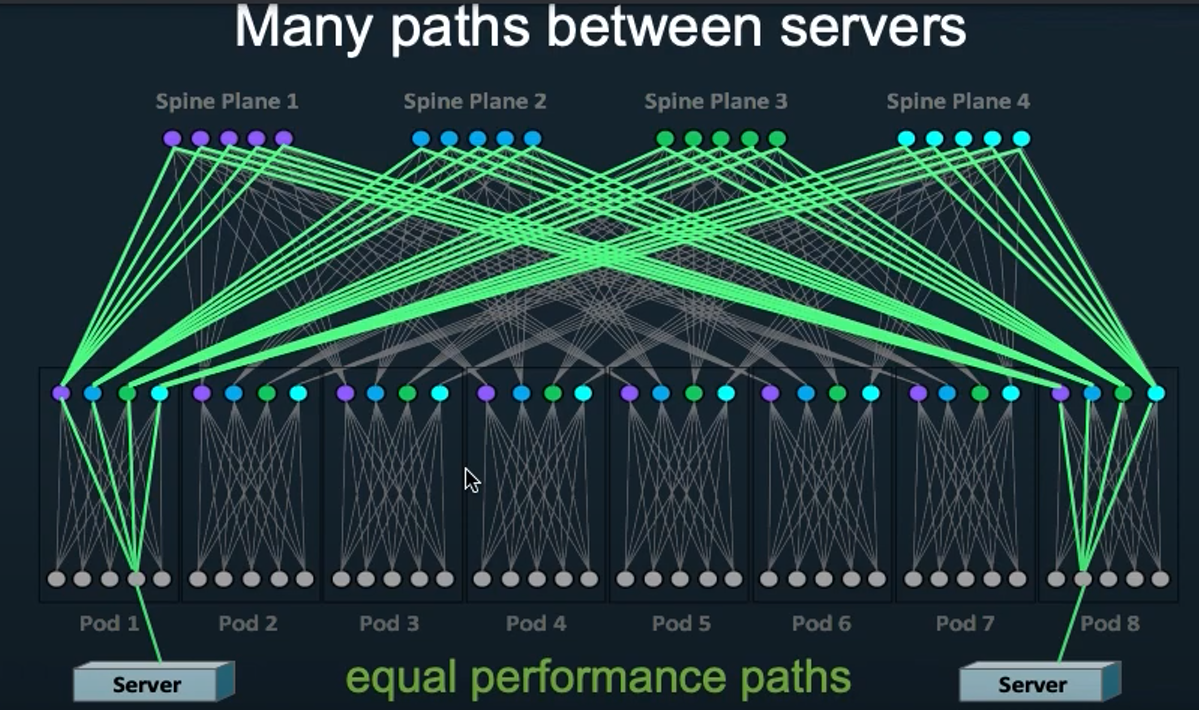 Many paths between servers
Spine Plane 1
Spine Plane 2
Spine Plane 3
Spine Plane 4
Pod 1
Pod 2
Pod 3
Pod 4
Pod 5
Pod 6
Pod 7
Pod 8
Server
equal performance paths
Server